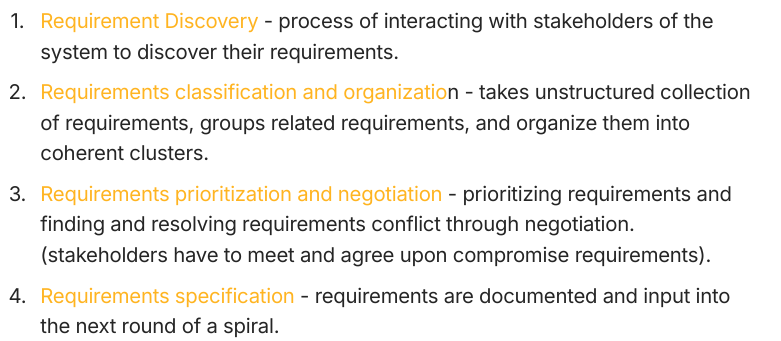 1. Requirement Discovery - process of interacting with stakeholders of the
system to discover their requirements.
2. Requirements classification and organization - takes unstructured collection
of requirements, groups related requirements, and organize them into
coherent clusters.
3. Requirements prioritization and negotiation - prioritizing requirements and
finding and resolving requirements conflict through negotiation.
(stakeholders have to meet and agree upon compromise requirements).
4. Requirements specification - requirements are documented and input into
the next round of a spiral.